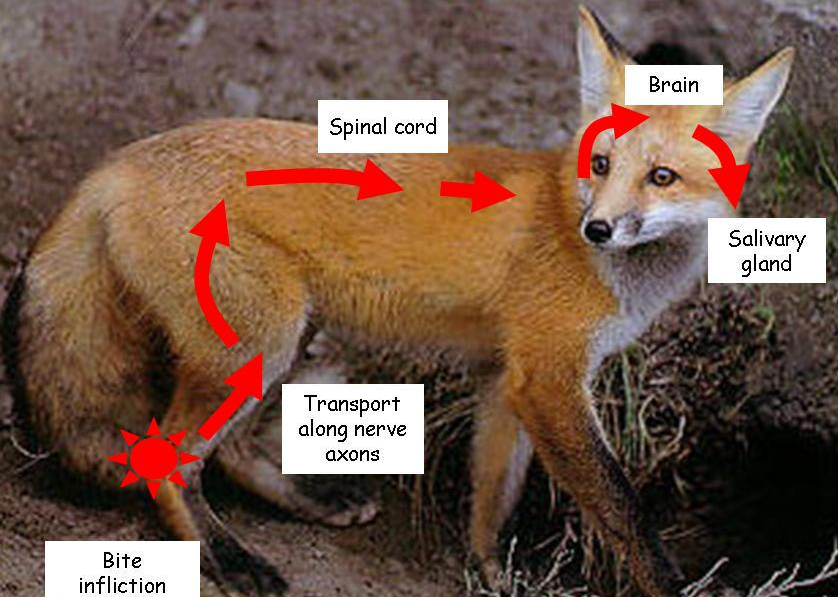 Brain
Spinal cord
Salivary
gland
Transport
along nerve
axons
Bite
infliction